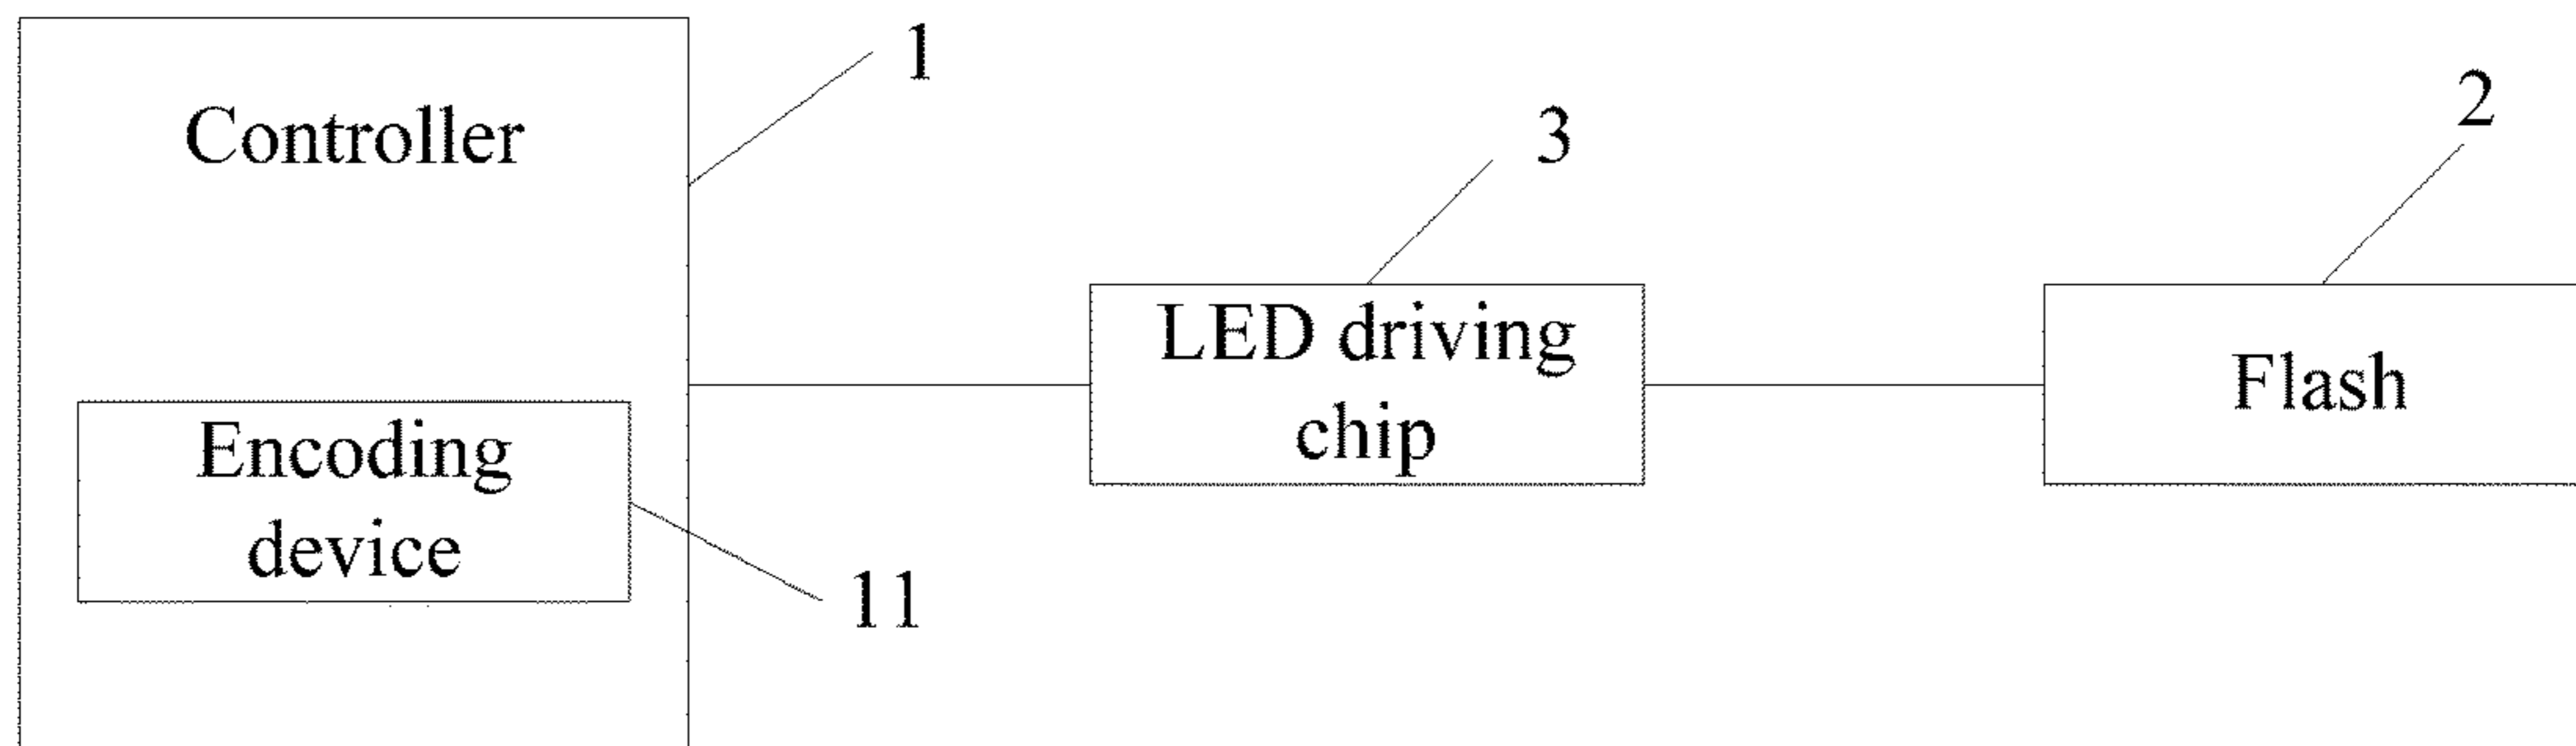 1
Controller
3
2
LED driving
chip
Flash
Encoding
device
11